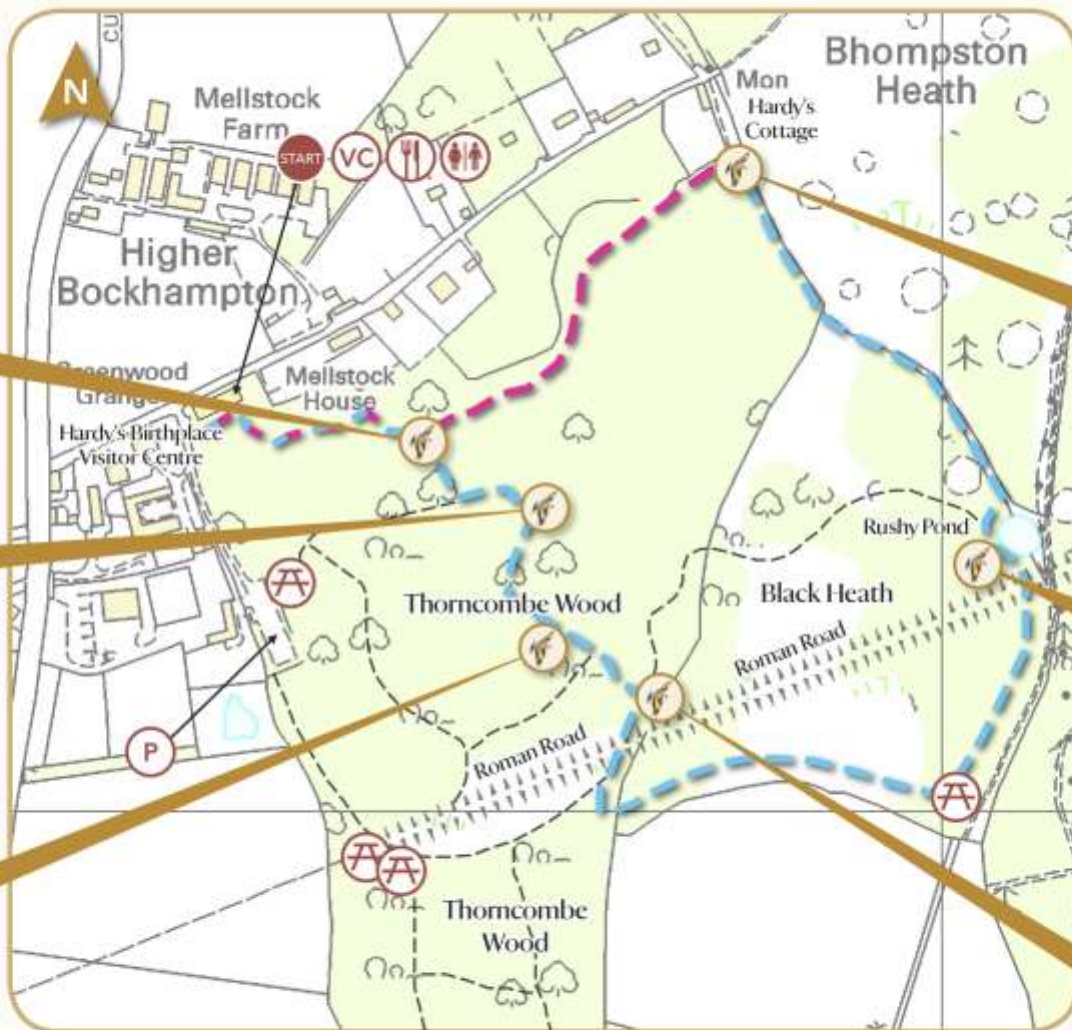 CU
N
Mellstock
Farm
START
VC
Mon
Hardy's
Cottage
Bhompston
Heath
Higher
Bockhampton
Mellstock
House
Hardy's Birthplace
Visitor Centre
Rushy Pond
Black Heath
Thorncombe Wood
Roman Road
P
Roman Road
Thorncombe
Wood